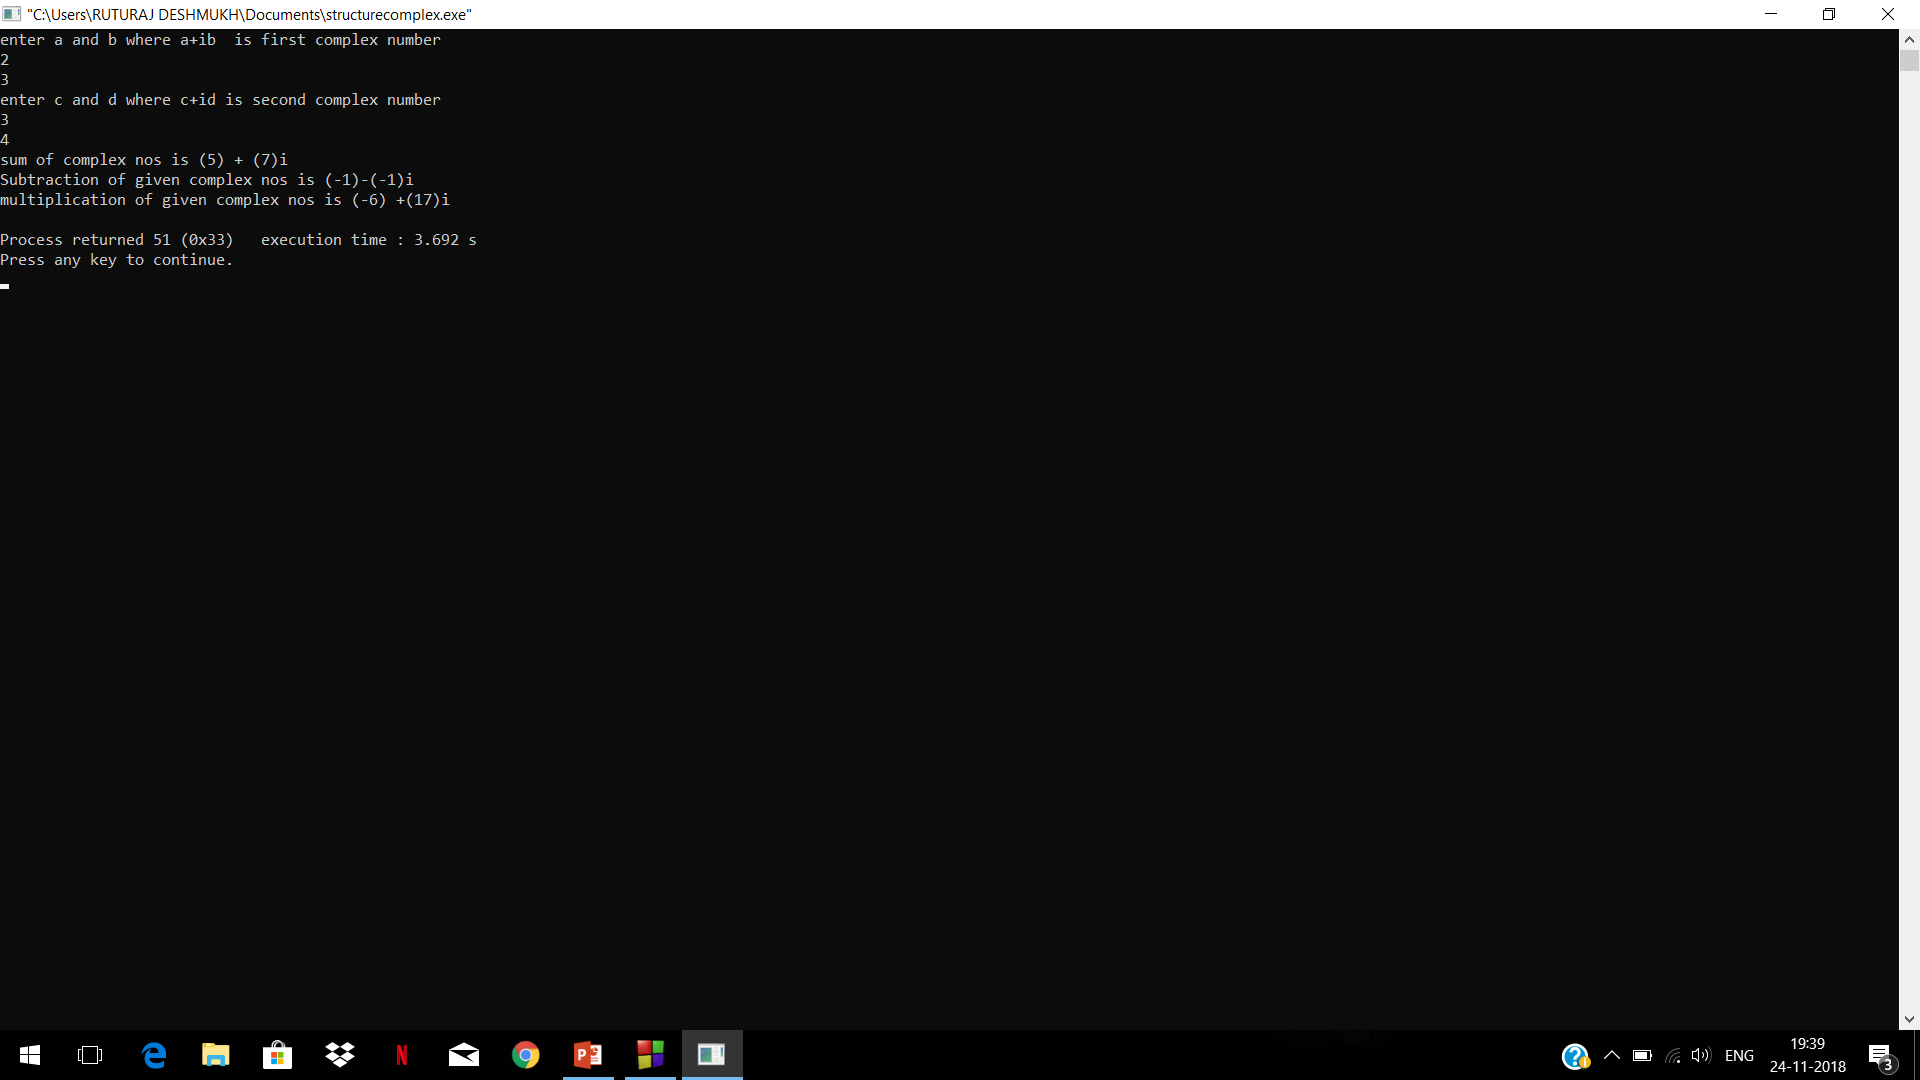 "C:\Users\RUTURAJ DESHMUKH\Documents\structurecomplex.exe"
enter a and b where a+ib  is first complex number
2
3
enter c and d where c+id is second complex number
3
4
sum of complex nos is (5) + (7)i
Subtraction of given complex nos is (-1)-(-1)i
multiplication of given complex nos is (-6) +(17)i
Process returned 51 (0x33)   execution time : 3.692 s
Press any key to continue.
ENG
19:39
24-11-2018
3